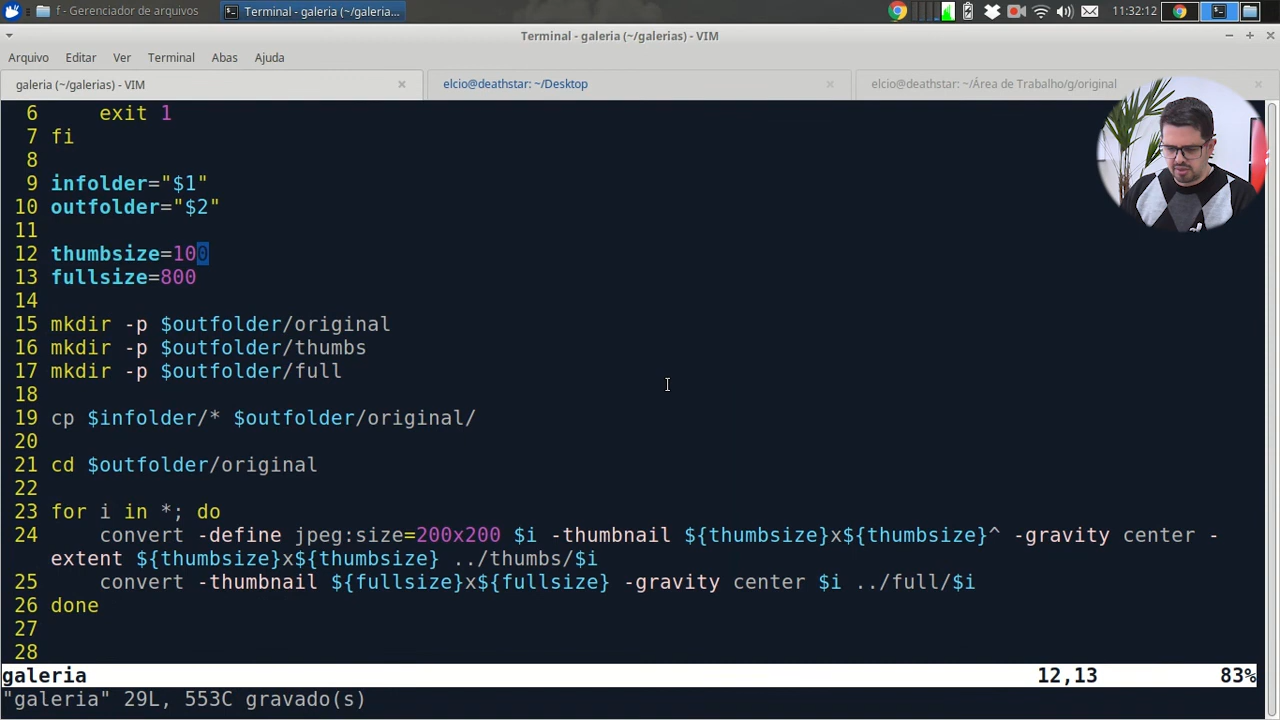 f - Gerenciador de arquivos
Terminal - galeria (~/galeria...
11:32:12
Terminal - galeria (~/galerias) - VIM
Arquivo Editar Ver Terminal Abas Ajuda
galeria (~/galerias) - VIM
elcio@deathstar: ~/Desktop
elcio@deathstar: ~/Área de Trabalho/g/original
6 exit 1
7 fi
8
9 infolder="$1"
10 outfolder="$2"
11
12 thumbsize=100
13 fullsize=800
14
15 mkdir -p $outfolder/original
16 mkdir -p $outfolder/thumbs
17 mkdir -p $outfolder/full
18
19 cp $infolder/* $outfolder/original/
20
21 cd $outfolder/original
22
23 for i in *; do
24 convert -define jpeg:size=200x200 $i -thumbnail ${thumbsize}x${thumbsize}^ -gravity center -
extent ${thumbsize}x${thumbsize} ../thumbs/$i
25 convert -thumbnail ${fullsize}x${fullsize} -gravity center $i ../full/$i
26 done
27
28
galeria 12,13 83%
"galeria" 29L, 553C gravado(s)